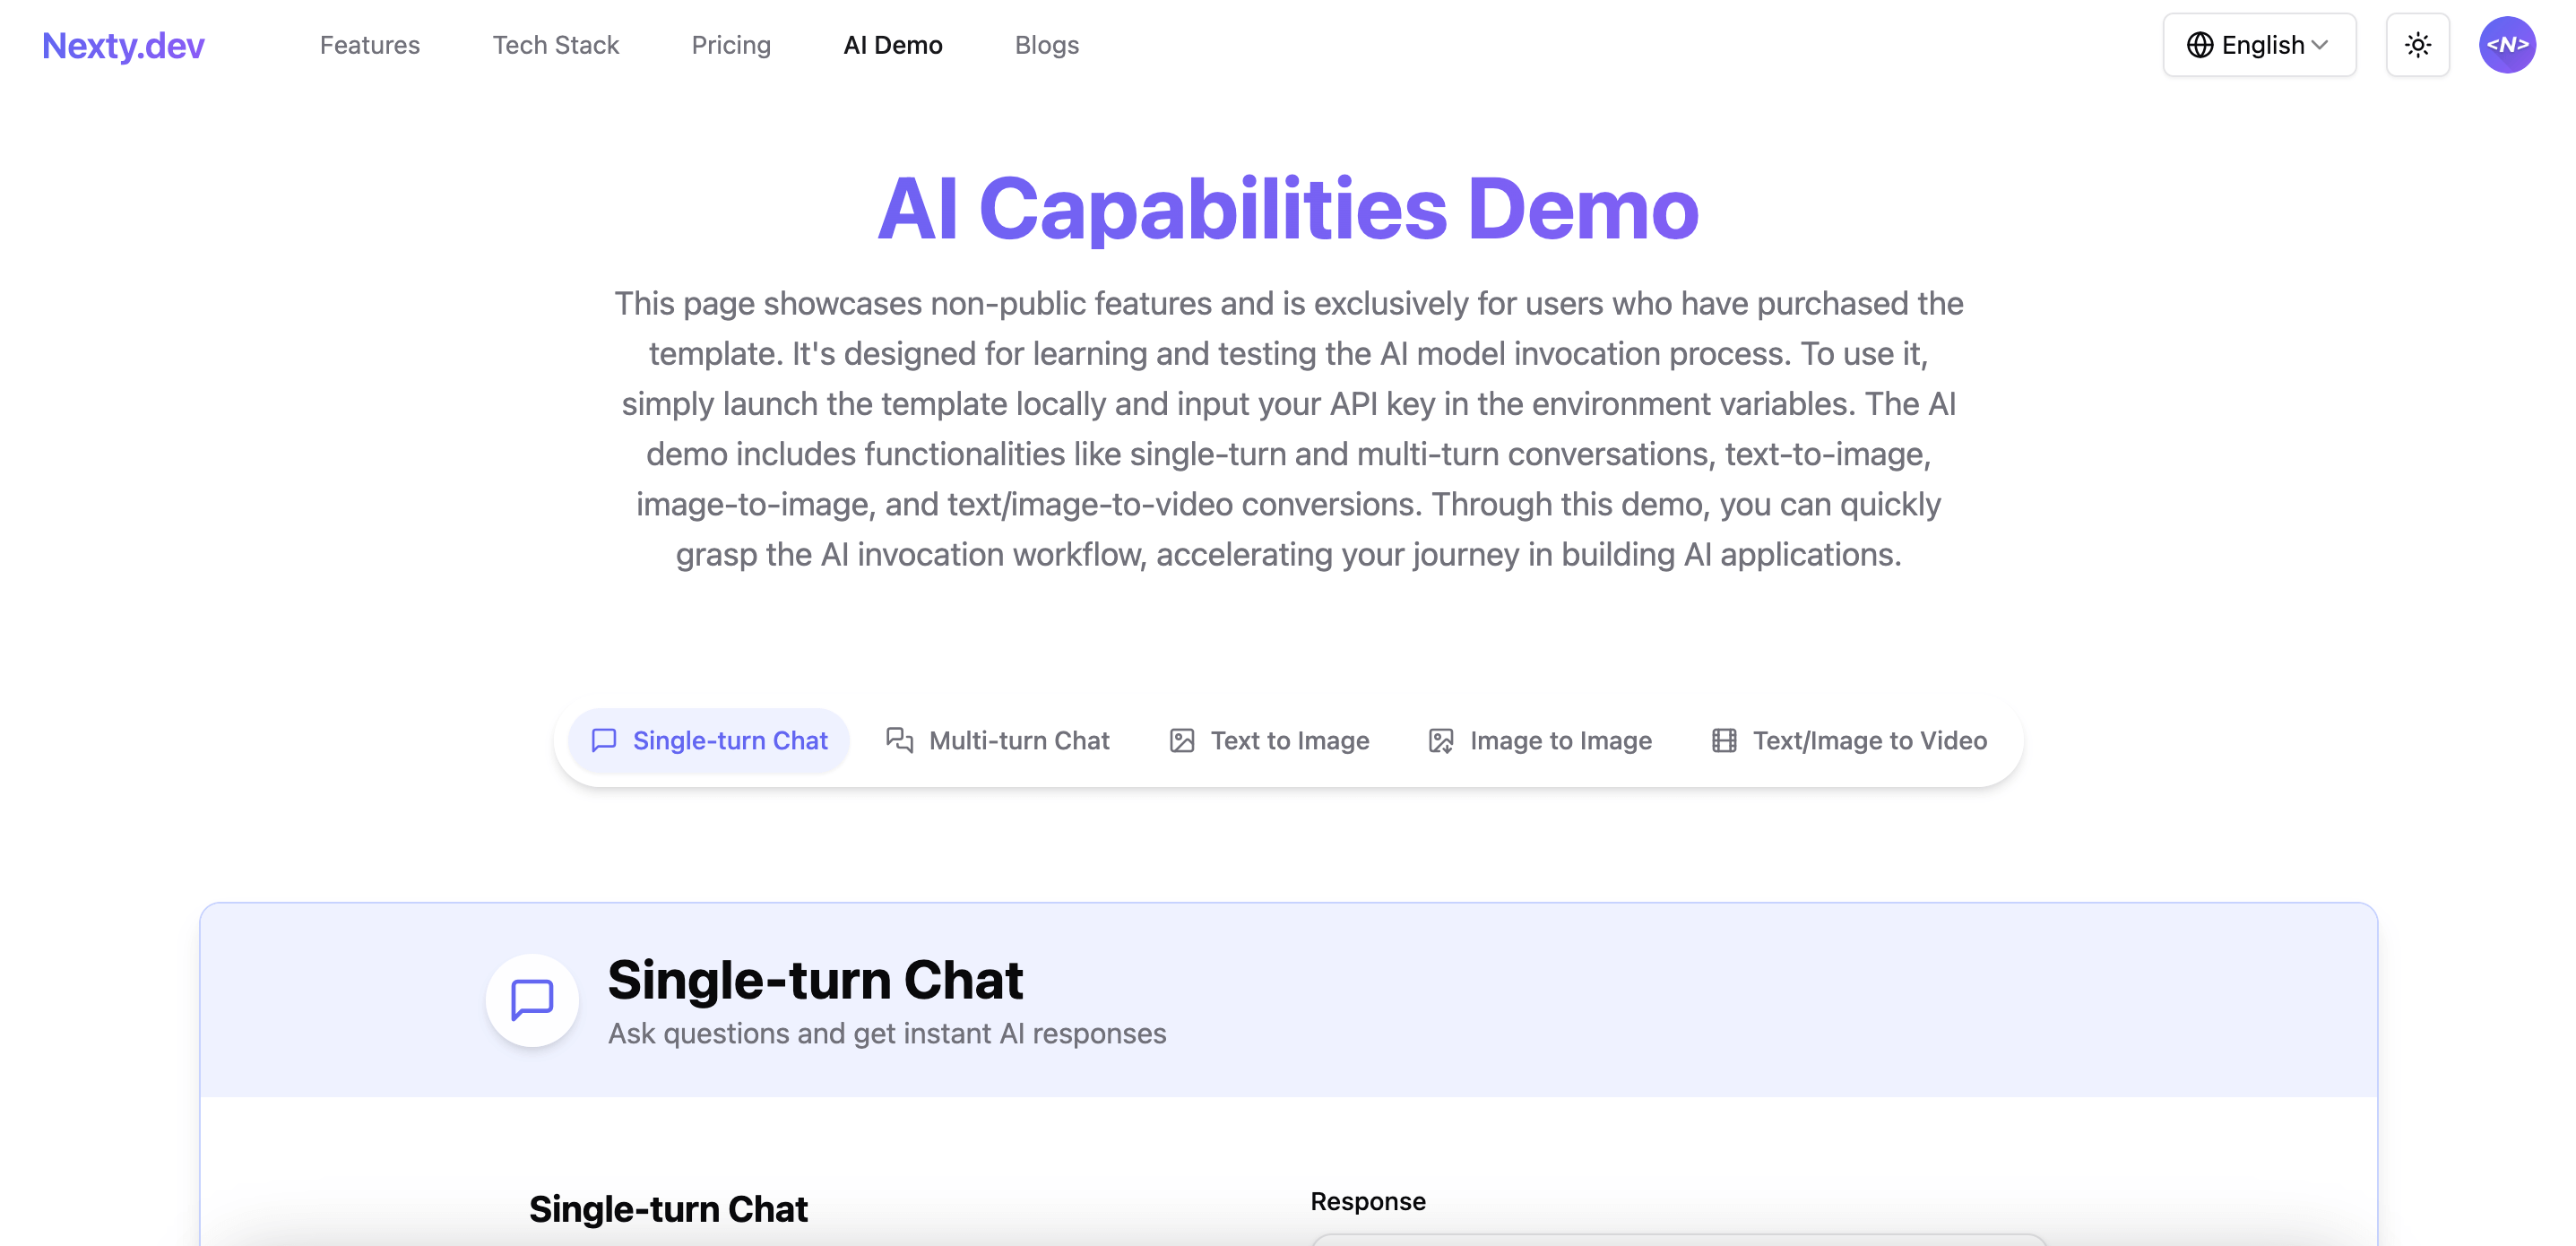 Nexty.dev
Features
Tech Stack
Pricing
AI Demo
Blogs
English
<N>
AI Capabilities Demo
This page showcases non-public features and is exclusively for users who have purchased the
template. It's designed for learning and testing the AI model invocation process. To use it,
simply launch the template locally and input your API key in the environment variables. The AI
demo includes functionalities like single-turn and multi-turn conversations, text-to-image,
image-to-image, and text/image-to-video conversions. Through this demo, you can quickly
grasp the AI invocation workflow, accelerating your journey in building AI applications.
Single-turn Chat
Multi-turn Chat
Text to Image
Image to Image
Text/Image to Video
Single-turn Chat
Ask questions and get instant AI responses
Single-turn Chat
Response